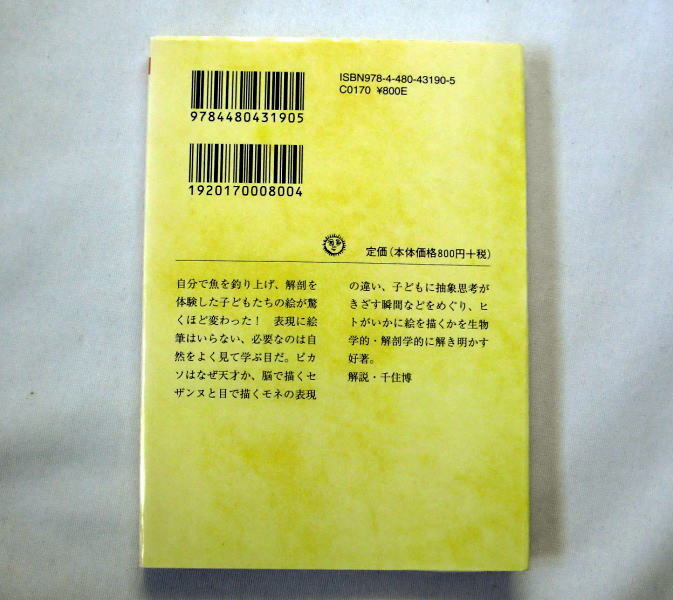 ISBN978-4-480-43190-5
C0170 ¥800E
9784480431905
1920170008004
定価(本体価格800円+税)
自分で魚を釣り上げ、解剖を
体験した子どもたちの絵が驚
くほど変わった! 表現に絵
筆はいらない、必要なのは自
然をよく見て学ぶ目だ。ピカ
ソはなぜ天才か、脳で描くセ
ザンヌと目で描くモネの表現
の違い、子どもに抽象思考が
きざす瞬間などをめぐり、ヒ
トがいかに絵を描くかを生物
学的・解剖学的に解き明かす
好著。
解説・千住博